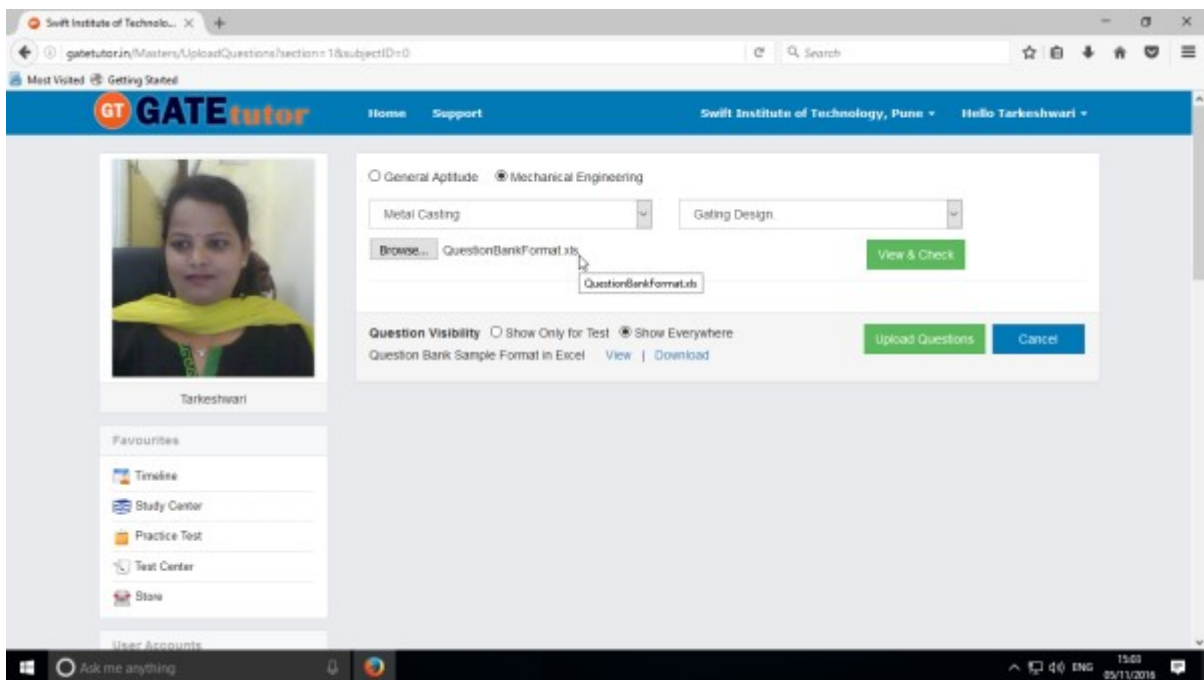 Swift Institute of Technolo...
gatetutor.in/Masters/UploadQuestions?section=1&subjectID=0
Search
Most Visited Getting Started
GT GATEtutor Home Support Swift Institute of Technology, Pune Hello Tarkeshwari
General Aptitude Mechanical Engineering
Metal Casting Gating Design.
Browse... QuestionBankFormat.xls View & Check
QuestionBankFormat.xls
Question Visibility Show Only for Test Show Everywhere
Question Bank Sample Format in Excel View | Download
Upload Questions Cancel
Tarkeshwari
Favourites
Timeline
Study Center
Practice Test
Test Center
Store
User Accounts
Ask me anything
ENG
15:03
05/11/2016